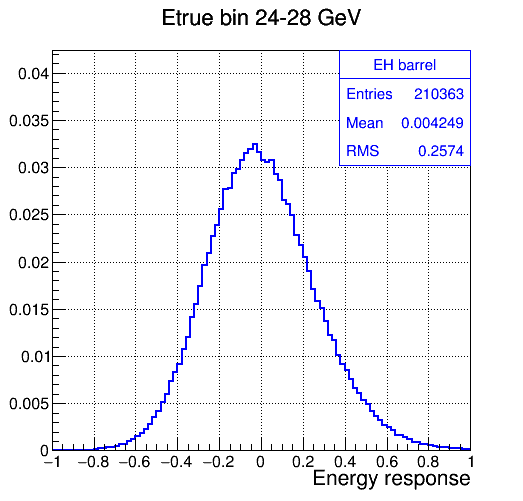 Etrue bin 24-28 GeV
EH barrel
Entries 210363
Mean 0.004249
RMS 0.2574
0.04
0.035
0.03
0.025
0.02
0.015
0.01
0.005
0
−1 −0.8 −0.6 −0.4 −0.2 0 0.2 0.4 0.6 0.8 1
Energy response